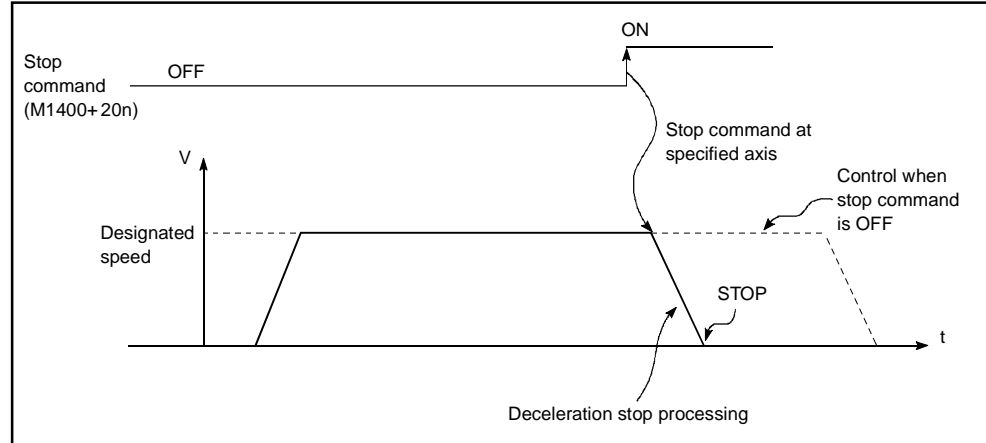 ON
Stop
command
(M1400+20n)
OFF
Stop command at
specified axis
V
Control when
stop command
is OFF
Designated
speed
STOP
t
Deceleration stop processing